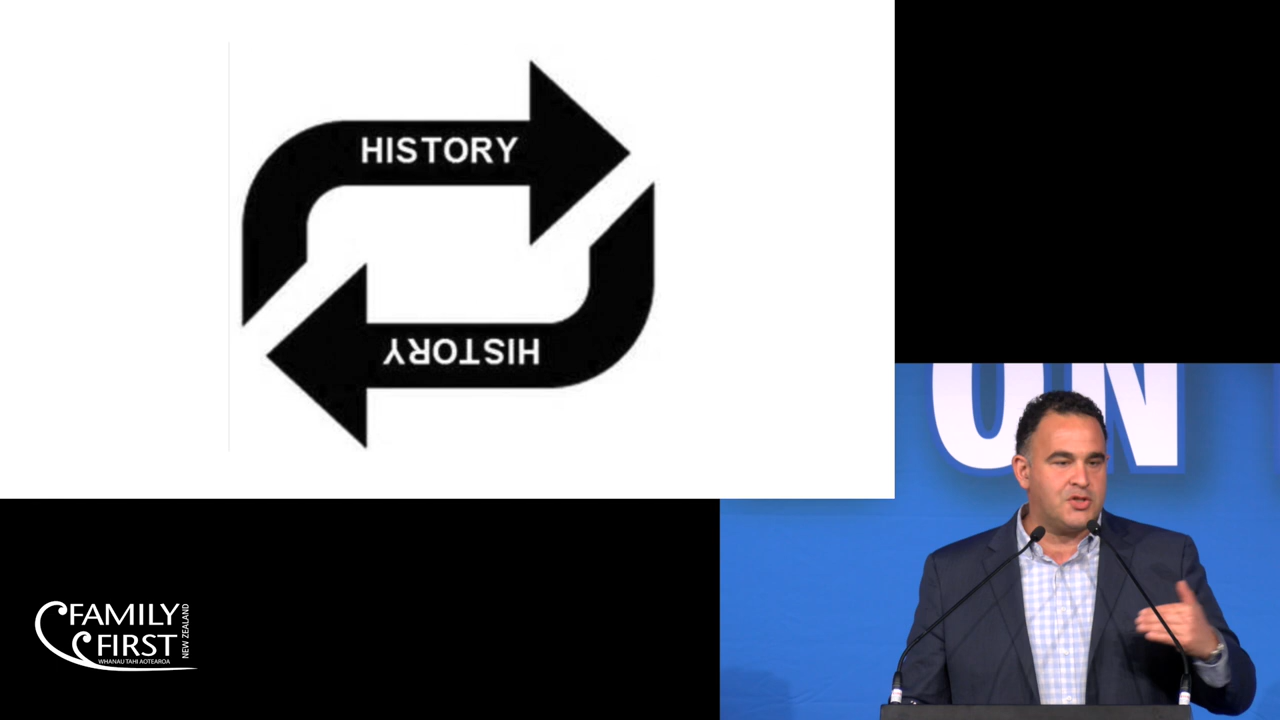 HISTORY
HISTORY
ON
FAMILY
FIRST
NEW ZEALAND
WHANAU TAHI AOTEAROA